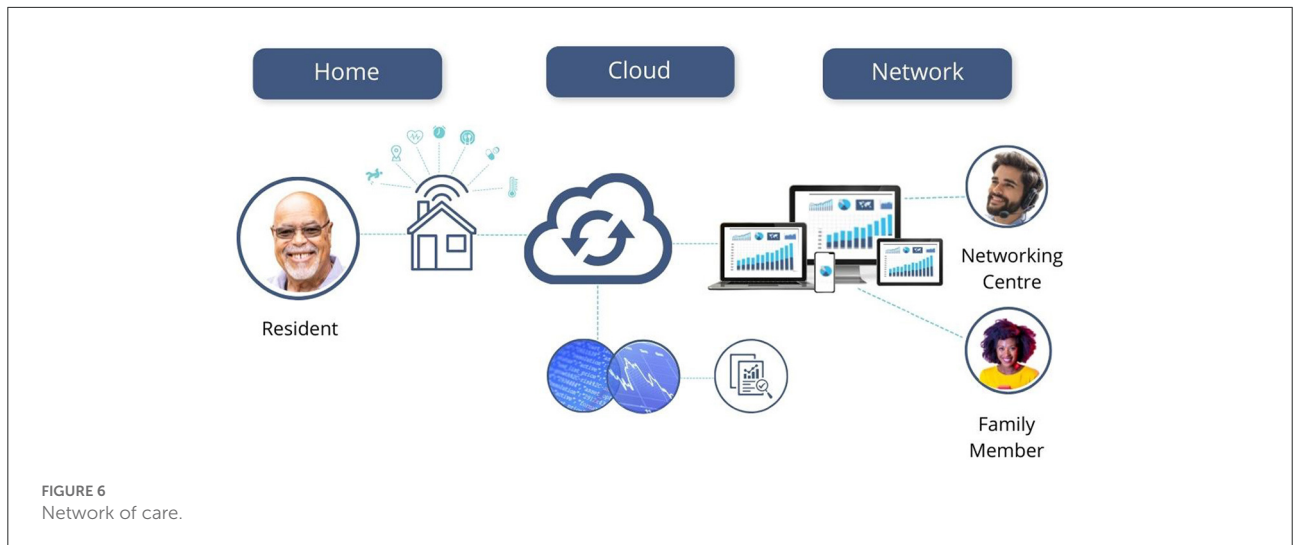 Home
Cloud
Network
Resident
Networking
Centre
Family
Member
FIGURE 6
Network of care.